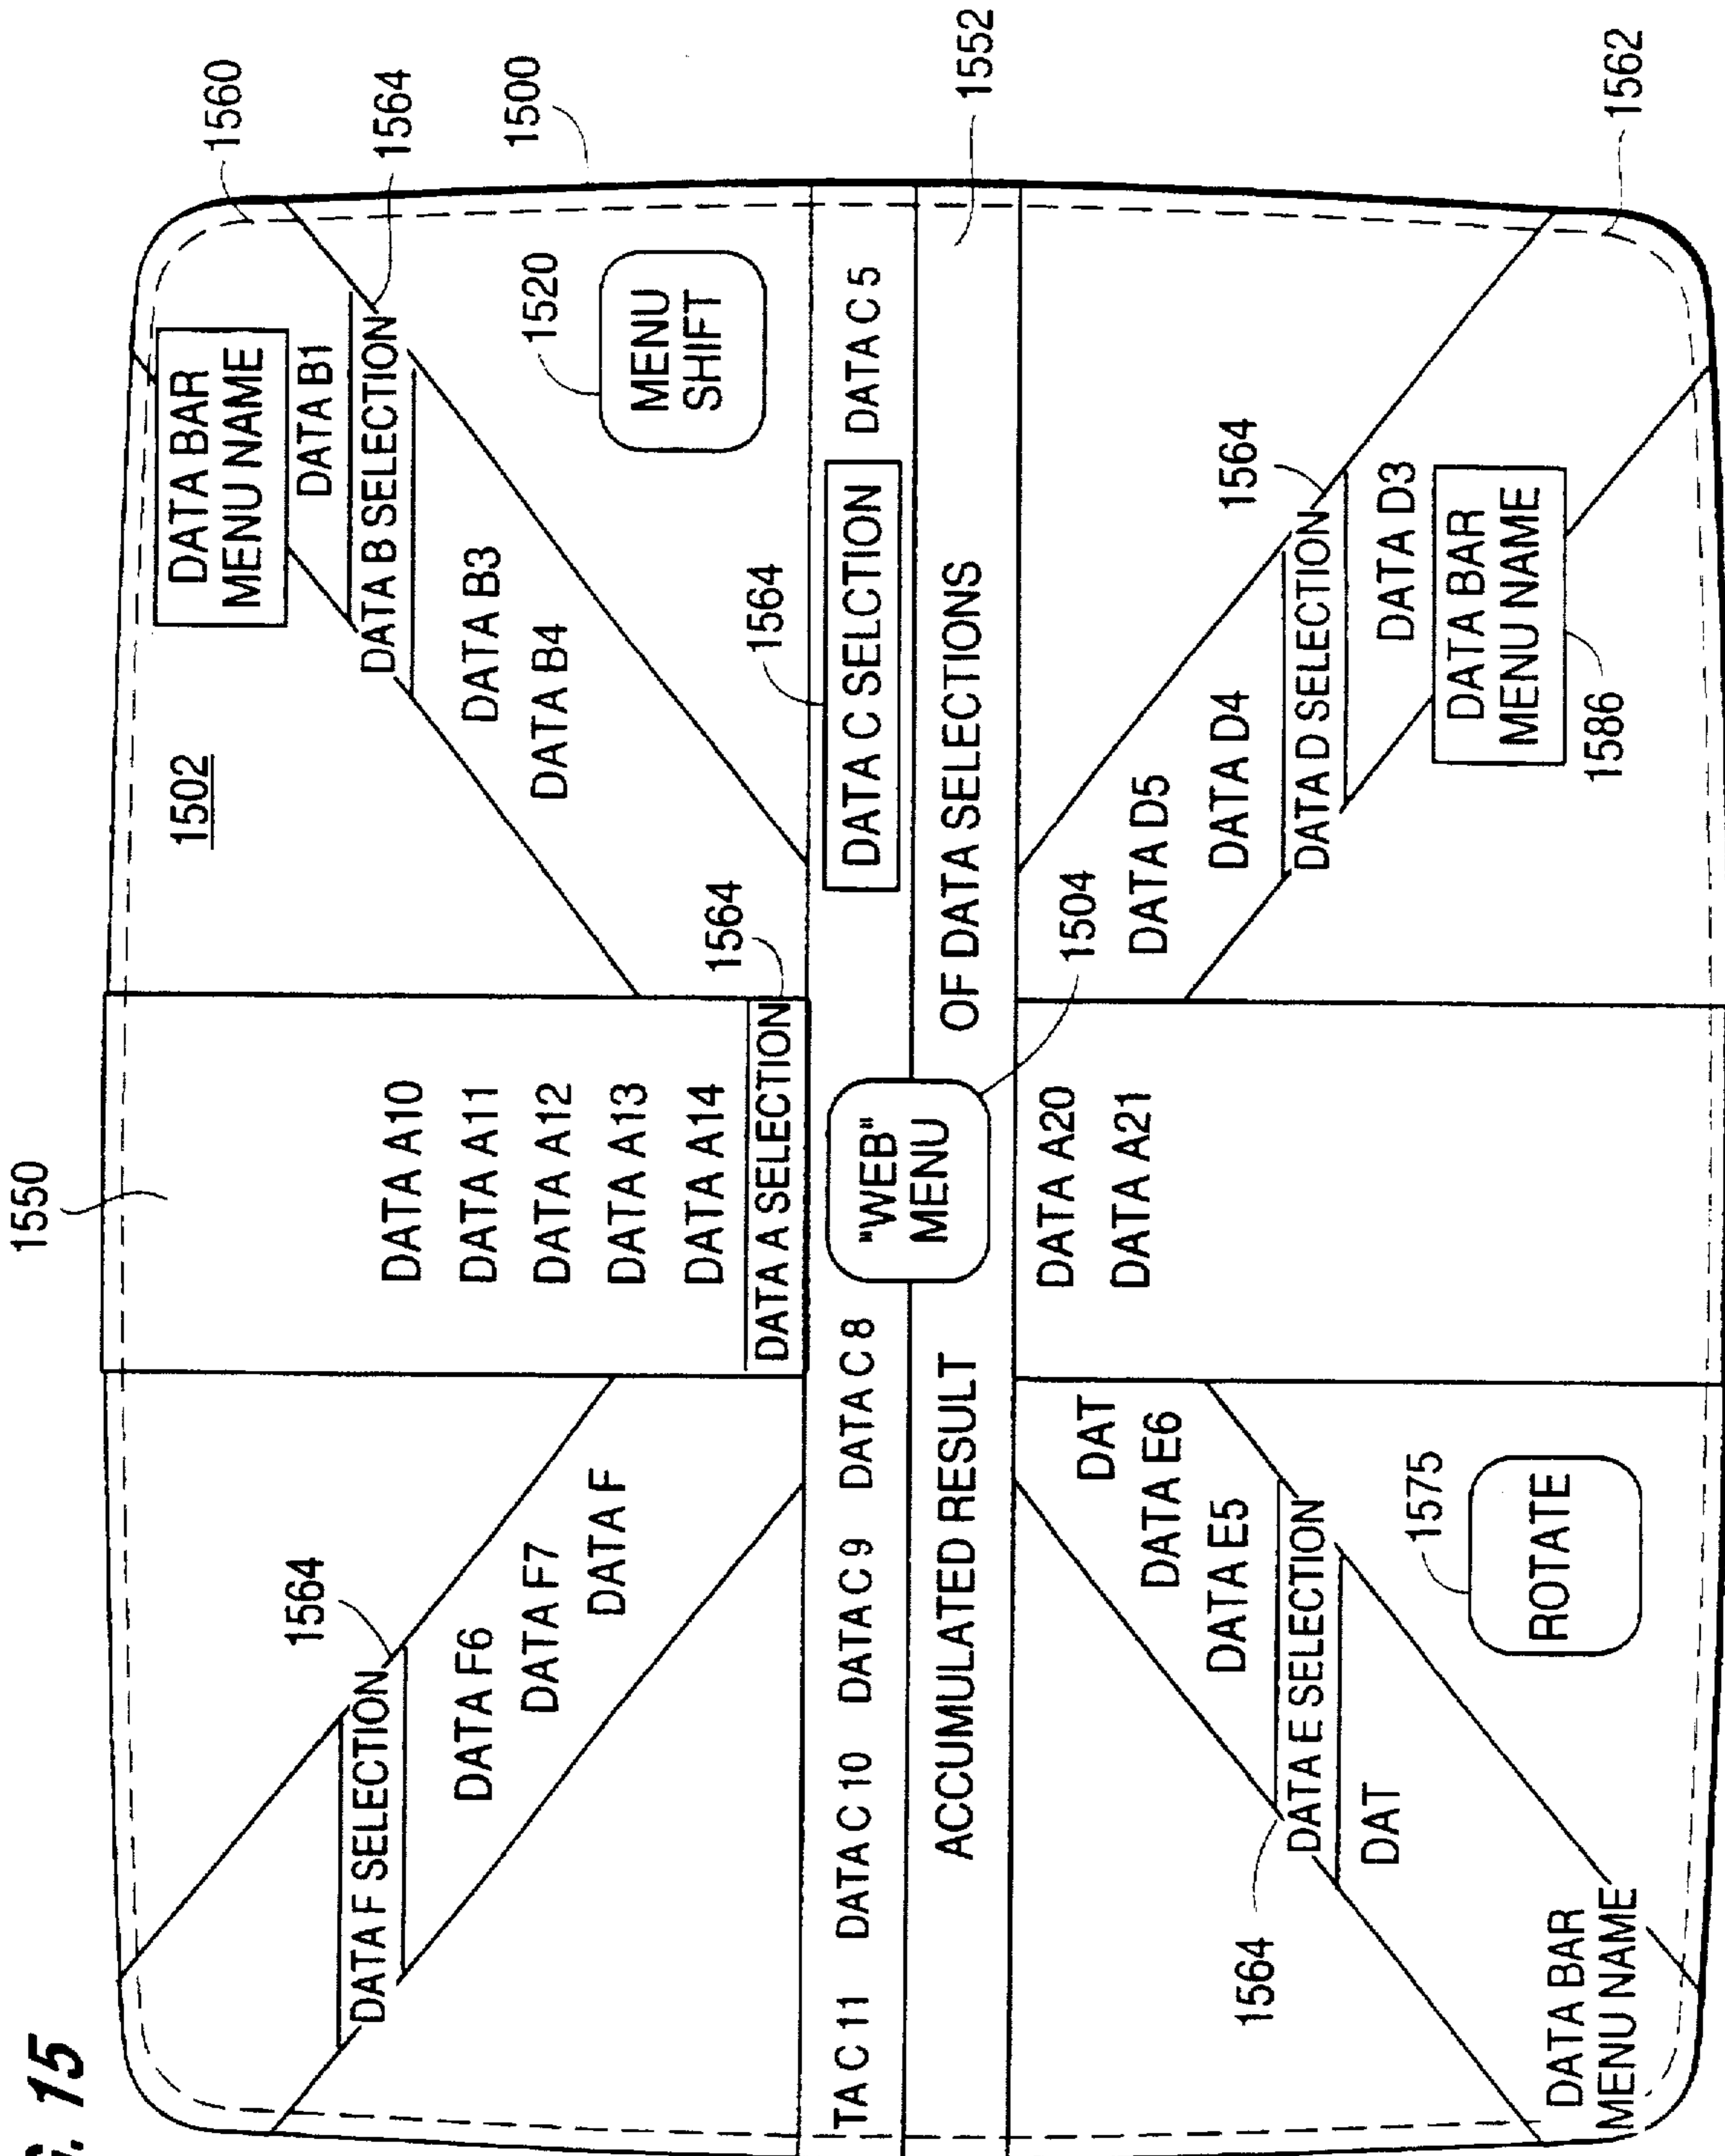 G. 15
1550
1560
1564
1500
1502
1520
DATA BAR
MENU NAME
DATA B1
DATA B SELECTION
DATA B3
DATA B4
MENU
SHIFT
1564
DATA F SELECTION
DATA F6
DATA F7
DATA F
DATA A10
DATA A11
DATA A12
DATA A13
DATA A14
DATA A SELECTION
1564
1564
TA C 11 DATA C 10 DATA C 9 DATA C 8
DATA C SELCTION
DATA C 5
"WEB"
MENU
ACCUMULATED RESULT
OF DATA SELECTIONS
1552
1504
DATA A20
DATA A21
DAT
DATA E6
DATA E5
DATA E SELECTION
DAT
1564
DATA BAR
MENU NAME
1575
ROTATE
DATA D5
DATA D4
DATA D SELECTION
DATA D3
1564
DATA BAR
MENU NAME
1586
1562